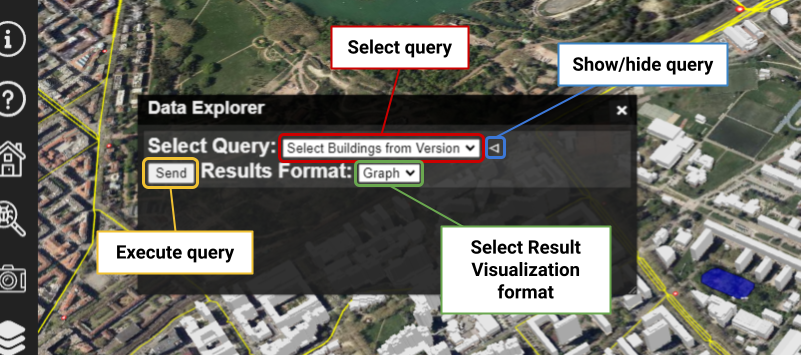 Select query
Show/hide query
Data Explorer
×
Select Query: Select Buildings from Version
Send Results Format: Graph
Execute query
Select Result
Visualization
format